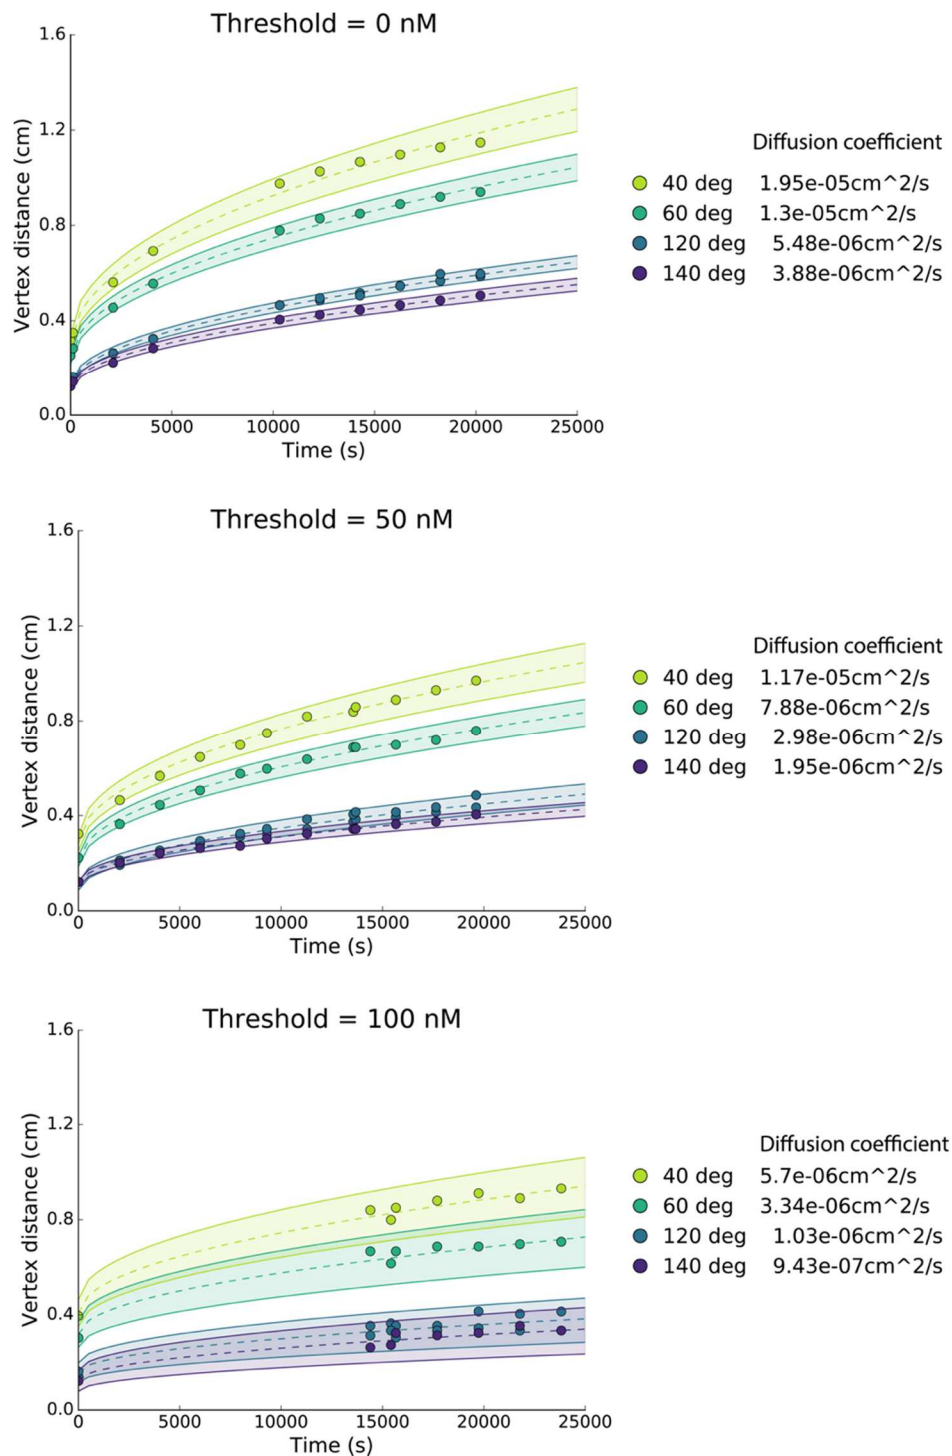 Threshold = 0 nM
1.6
1.2
0.8
0.4
0.0
Vertex distance (cm)
0 5000 10000 15000 20000 25000
Time (s)
Diffusion coefficient
40 deg 1.95e-05cm^2/s
60 deg 1.3e-05cm^2/s
120 deg 5.48e-06cm^2/s
140 deg 3.88e-06cm^2/s
Threshold = 50 nM
1.6
1.2
0.8
0.4
0.0
Vertex distance (cm)
0 5000 10000 15000 20000 25000
Time (s)
Diffusion coefficient
40 deg 1.17e-05cm^2/s
60 deg 7.88e-06cm^2/s
120 deg 2.98e-06cm^2/s
140 deg 1.95e-06cm^2/s
Threshold = 100 nM
1.6
1.2
0.8
0.4
0.0
Vertex distance (cm)
0 5000 10000 15000 20000 25000
Time (s)
Diffusion coefficient
40 deg 5.7e-06cm^2/s
60 deg 3.34e-06cm^2/s
120 deg 1.03e-06cm^2/s
140 deg 9.43e-07cm^2/s